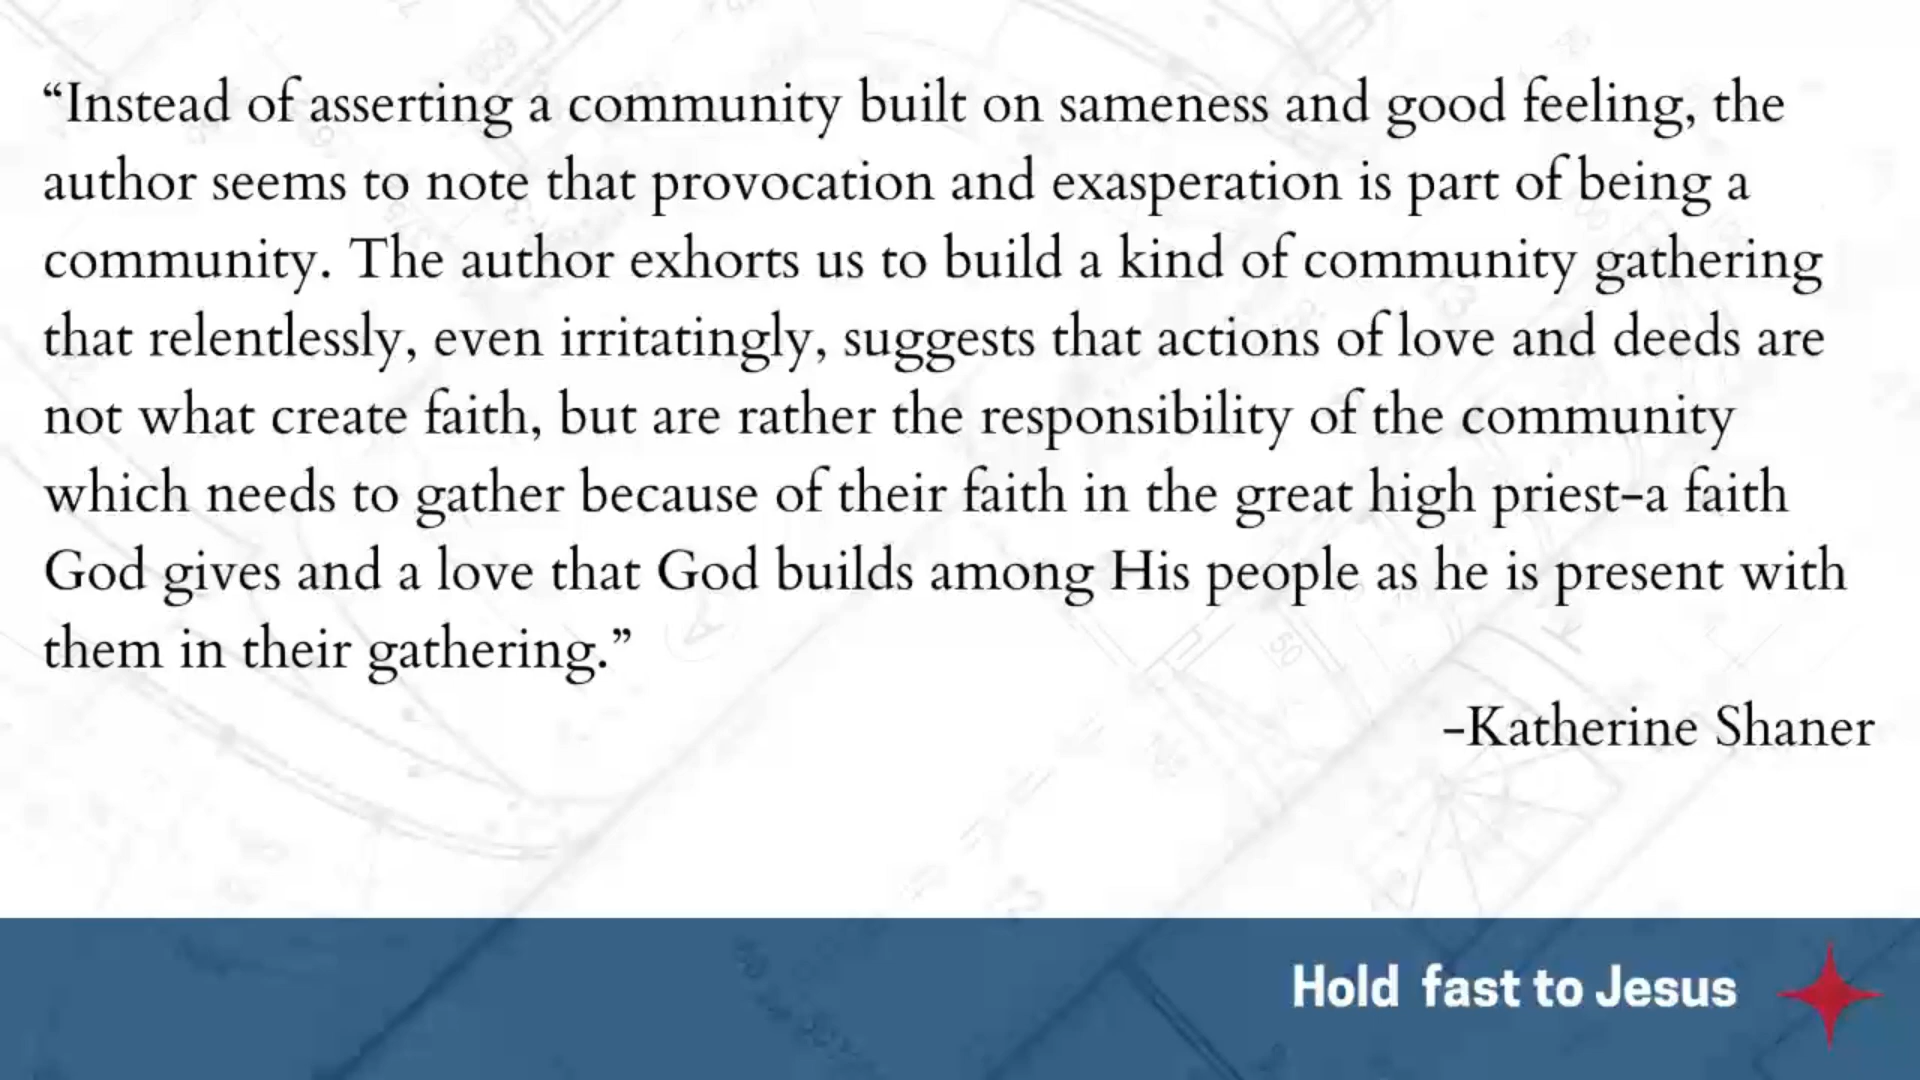 “Instead of asserting a community built on sameness and good feeling, the
author seems to note that provocation and exasperation is part of being a
community. The author exhorts us to build a kind of community gathering
that relentlessly, even irritatingly, suggests that actions of love and deeds are
not what create faith, but are rather the responsibility of the community
which needs to gather because of their faith in the great high priest–a faith
God gives and a love that God builds among His people as he is present with
them in their gathering.”
-Katherine Shaner
Hold fast to Jesus